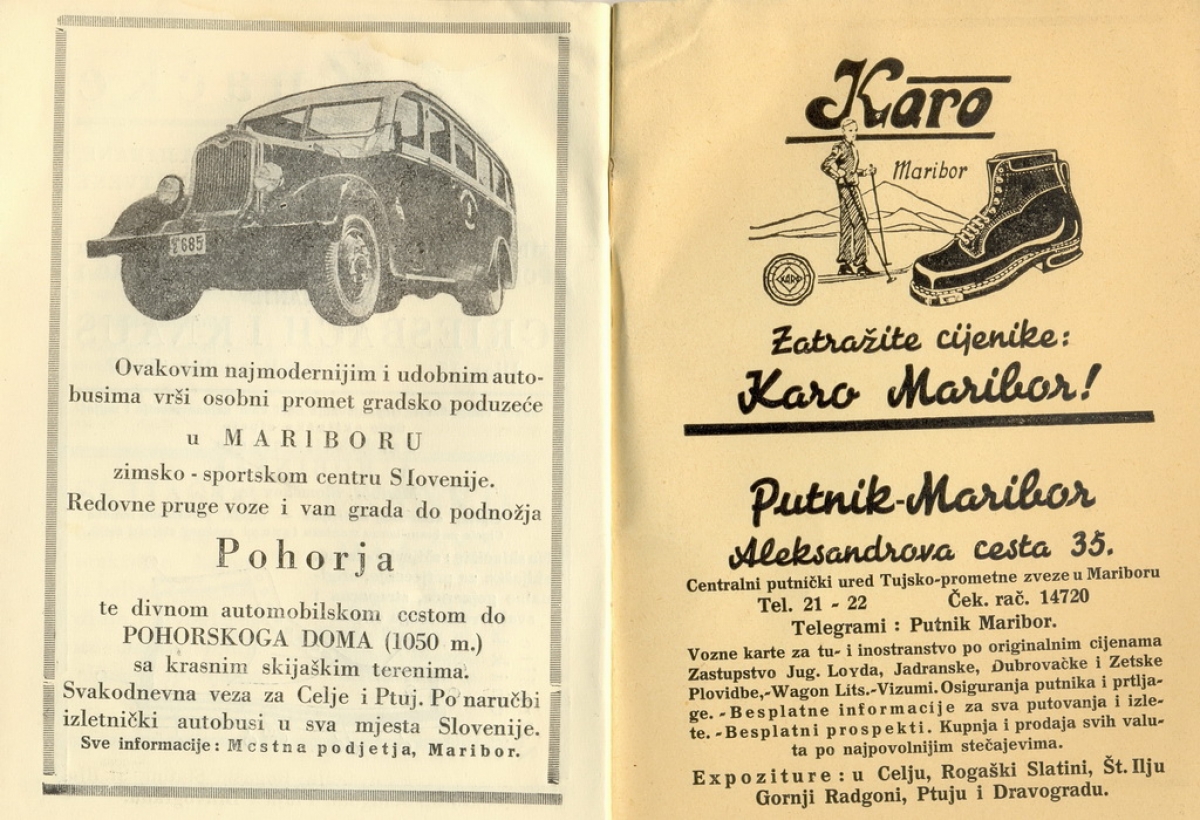 685
Ovakovim najmodernijim i udobnim auto-
busima vrši osobni promet gradsko poduzeće
u MARIBORU
zimsko - sportskom centru Slovenije.
Redovne pruge voze i van grada do podnožja
Pohorja
te divnom automobilskom cestom do
POHORSKOGA DOMA (1050 m.)
sa krasnim skijaškim terenima.
Svakodnevna veza za Celje i Ptuj. Po naručbi
izletnički autobusi u sva mjesta Slovenije.
Sve informacije: Mestna podjetja, Maribor.
Karo
Maribor
KARO
Zatražite cijenike:
Karo Maribor!
Putnik-Maribor
Aleksandrova cesta 35.
Centralni putnički ured Tujsko-prometne zveze u Mariboru
Tel. 21 - 22 Ček. rač. 14720
Telegrami : Putnik Maribor.
Vozne karte za tu- i inostranstvo po originalnim cijenama
Zastupstvo Jug. Loyda, Jadranske, Dubrovačke i Zetske
Plovidbe,-Wagon Lits.-Vizumi. Osiguranja putnika i prtlja-
ge. - Besplatne informacije za sva putovanja i izle-
te. - Besplatni prospekti. Kupnja i prodaja svih valu-
ta po najpovolnijim stečajevima.
Expoziture: u Celju, Rogaški Slatini, Št. Ilju
Gornji Radgoni, Ptuju i Dravogradu.